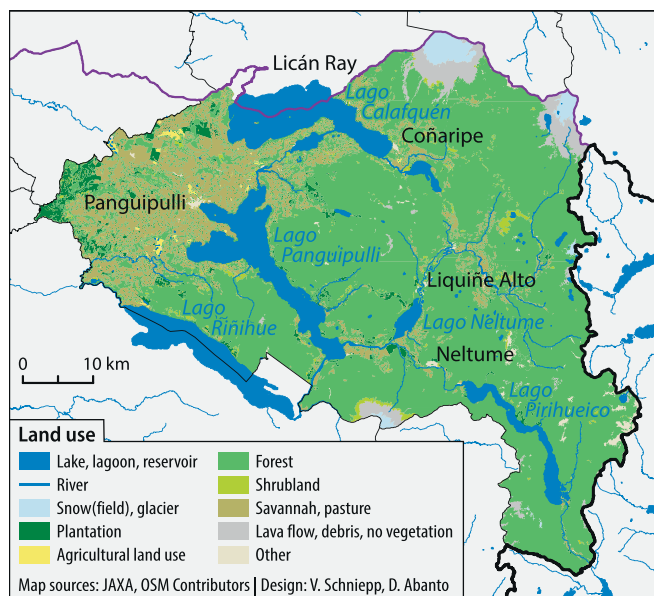 Licán Ray
Lago
Calafquén
Coñaripe
Panguipulli
Lago
Panguipulli
Liquiñe Alto
Lago
Riñihue
Lago Neltume
Neltume
0 10 km
Lago
Pirihueico
Land use
Lake, lagoon, reservoir
River
Snow(field), glacier
Plantation
Agricultural land use
Forest
Shrubland
Savannah, pasture
Lava flow, debris, no vegetation
Other
Map sources: JAXA, OSM Contributors | Design: V. Schniepp, D. Abanto